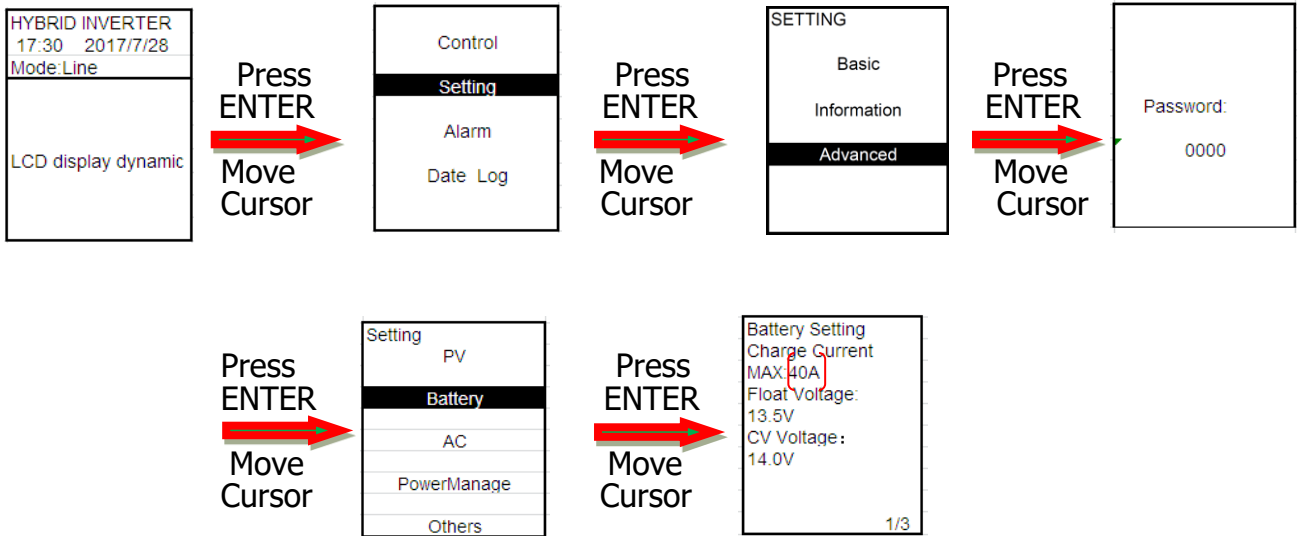 HYBRID INVERTER
17:30 2017/7/28
Mode:Line
LCD display dynamic
Press
ENTER
Move
Cursor
Control
Setting
Alarm
Date Log
Press
ENTER
Move
Cursor
SETTING
Basic
Information
Advanced
Press
ENTER
Move
Cursor
Password:
0000
Press
ENTER
Move
Cursor
Setting
PV
Battery
AC
PowerManage
Others
Press
ENTER
Move
Cursor
Battery Setting
Charge Current
MAX:40A
Float Voltage:
13.5V
CV Voltage：
14.0V
1/3